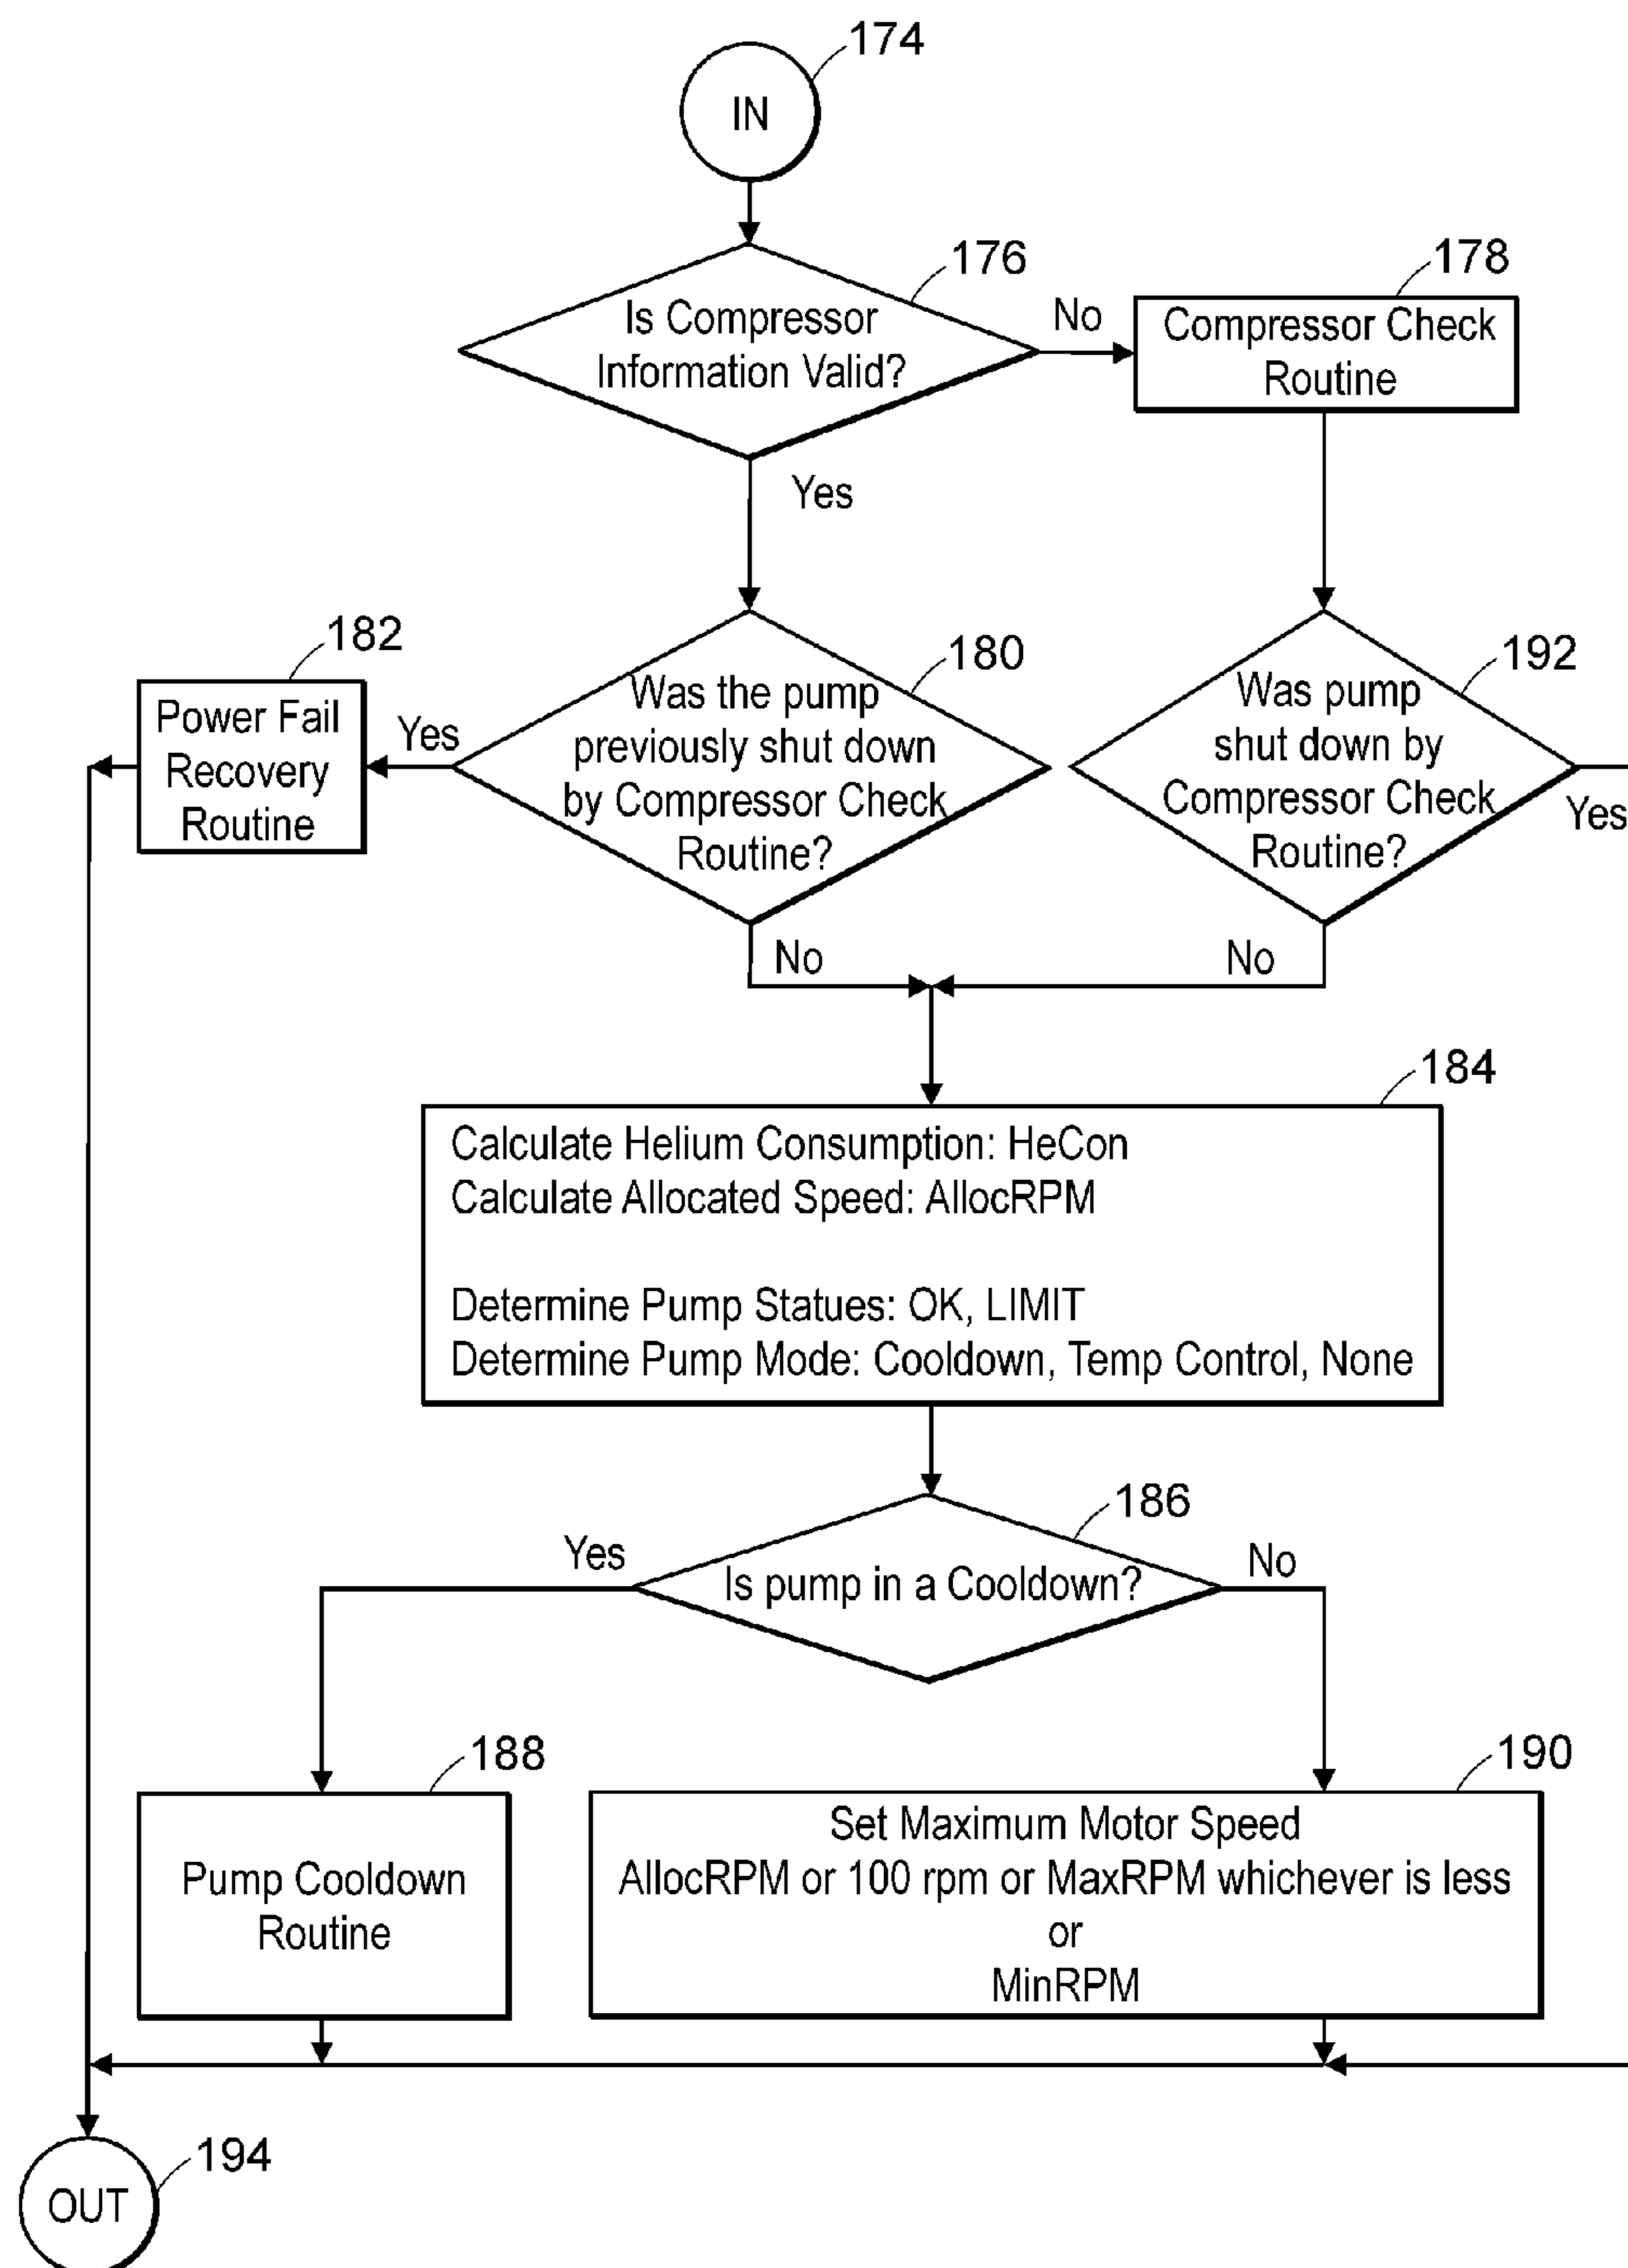 174
IN
176
Is Compressor
Information Valid?
No
178
Compressor Check
Routine
Yes
182
Power Fail
Recovery
Routine
Yes
180
Was the pump
previously shut down
by Compressor Check
Routine?
192
Was pump
shut down by
Compressor Check
Routine?
Yes
No
No
184
Calculate Helium Consumption: HeCon
Calculate Allocated Speed: AllocRPM
Determine Pump Statues: OK, LIMIT
Determine Pump Mode: Cooldown, Temp Control, None
186
Yes
Is pump in a Cooldown?
No
188
Pump Cooldown
Routine
190
Set Maximum Motor Speed
AllocRPM or 100 rpm or MaxRPM whichever is less
or
MinRPM
194
OUT